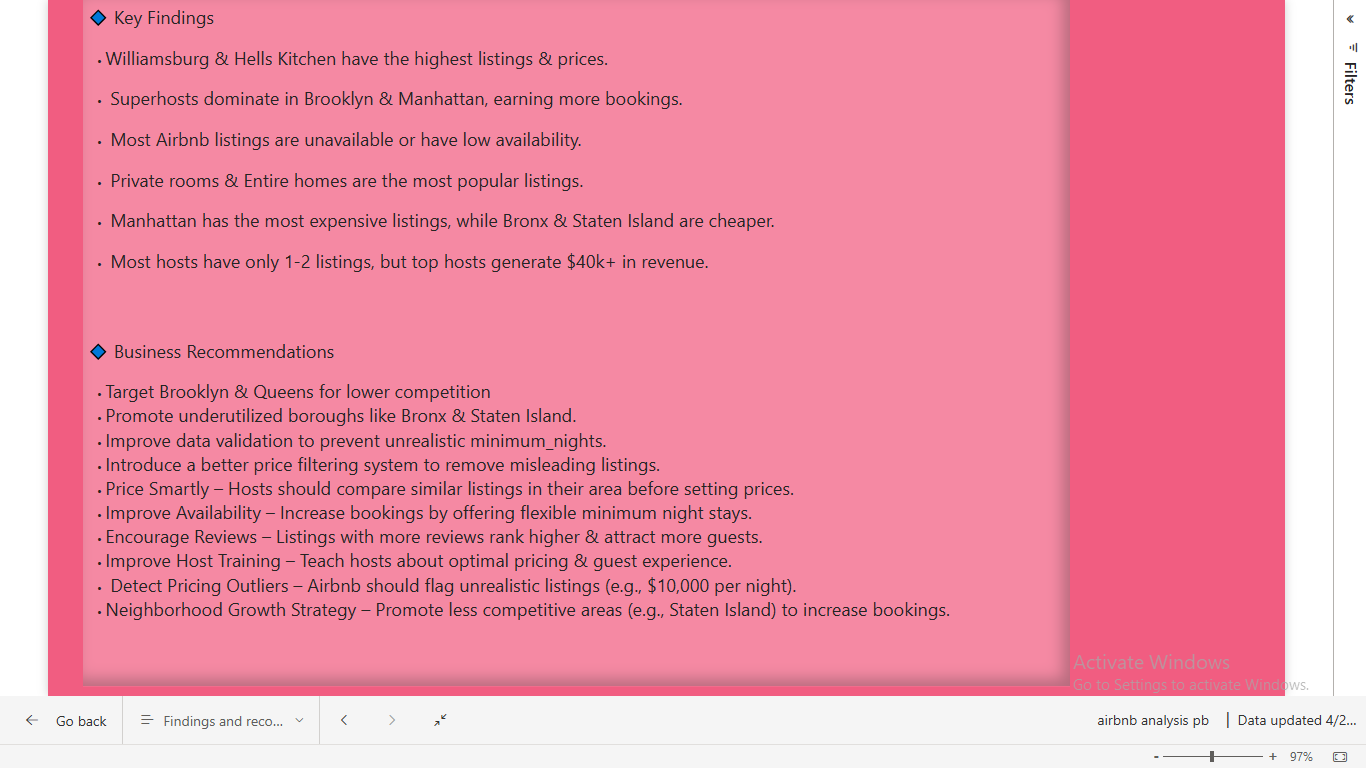 🔷 Key Findings
• Williamsburg & Hells Kitchen have the highest listings & prices.
• Superhosts dominate in Brooklyn & Manhattan, earning more bookings.
• Most Airbnb listings are unavailable or have low availability.
• Private rooms & Entire homes are the most popular listings.
• Manhattan has the most expensive listings, while Bronx & Staten Island are cheaper.
• Most hosts have only 1-2 listings, but top hosts generate $40k+ in revenue.
🔷 Business Recommendations
• Target Brooklyn & Queens for lower competition
• Promote underutilized boroughs like Bronx & Staten Island.
• Improve data validation to prevent unrealistic minimum_nights.
• Introduce a better price filtering system to remove misleading listings.
• Price Smartly – Hosts should compare similar listings in their area before setting prices.
• Improve Availability – Increase bookings by offering flexible minimum night stays.
• Encourage Reviews – Listings with more reviews rank higher & attract more guests.
• Improve Host Training – Teach hosts about optimal pricing & guest experience.
• Detect Pricing Outliers – Airbnb should flag unrealistic listings (e.g., $10,000 per night).
• Neighborhood Growth Strategy – Promote less competitive areas (e.g., Staten Island) to increase bookings.
Filters
Activate Windows
Go to Settings to activate Windows.
Go back
Findings and reco...
airbnb analysis pb | Data updated 4/2...
- + 97%